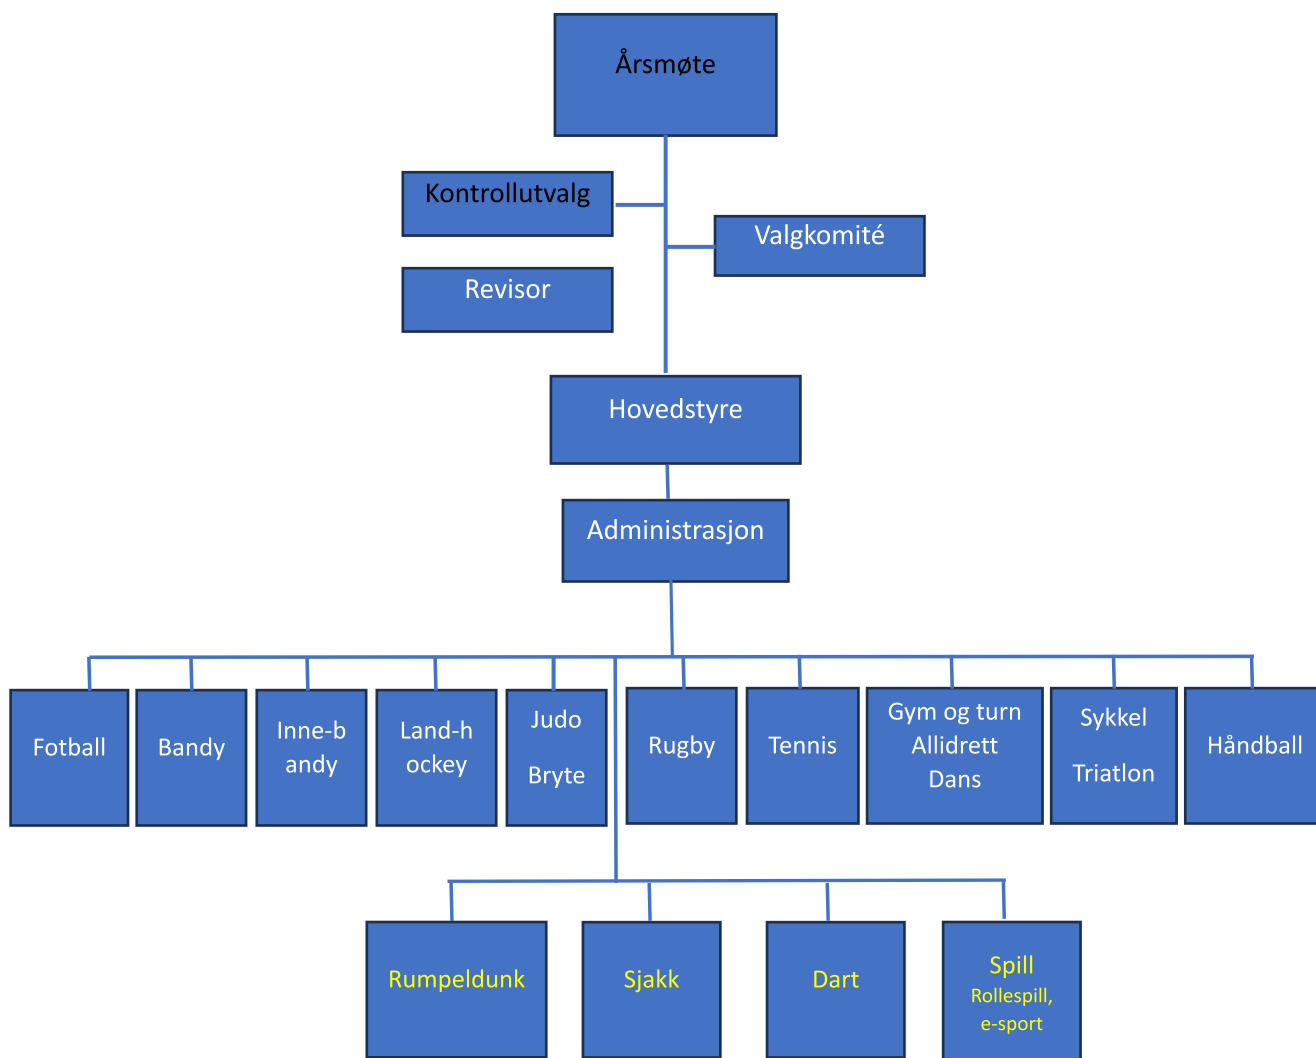 Årsmøte
Kontrollutvalg
Valgkomité
Revisor
Hovedstyre
Administrasjon
Fotball
Bandy
Inne-b
andy
Land-h
ockey
Judo
Bryte
Rugby
Tennis
Gym og turn
Allidrett
Dans
Sykkel
Triatlon
Håndball
Rumpeldunk
Sjakk
Dart
Spill
Rollespill,
e-sport